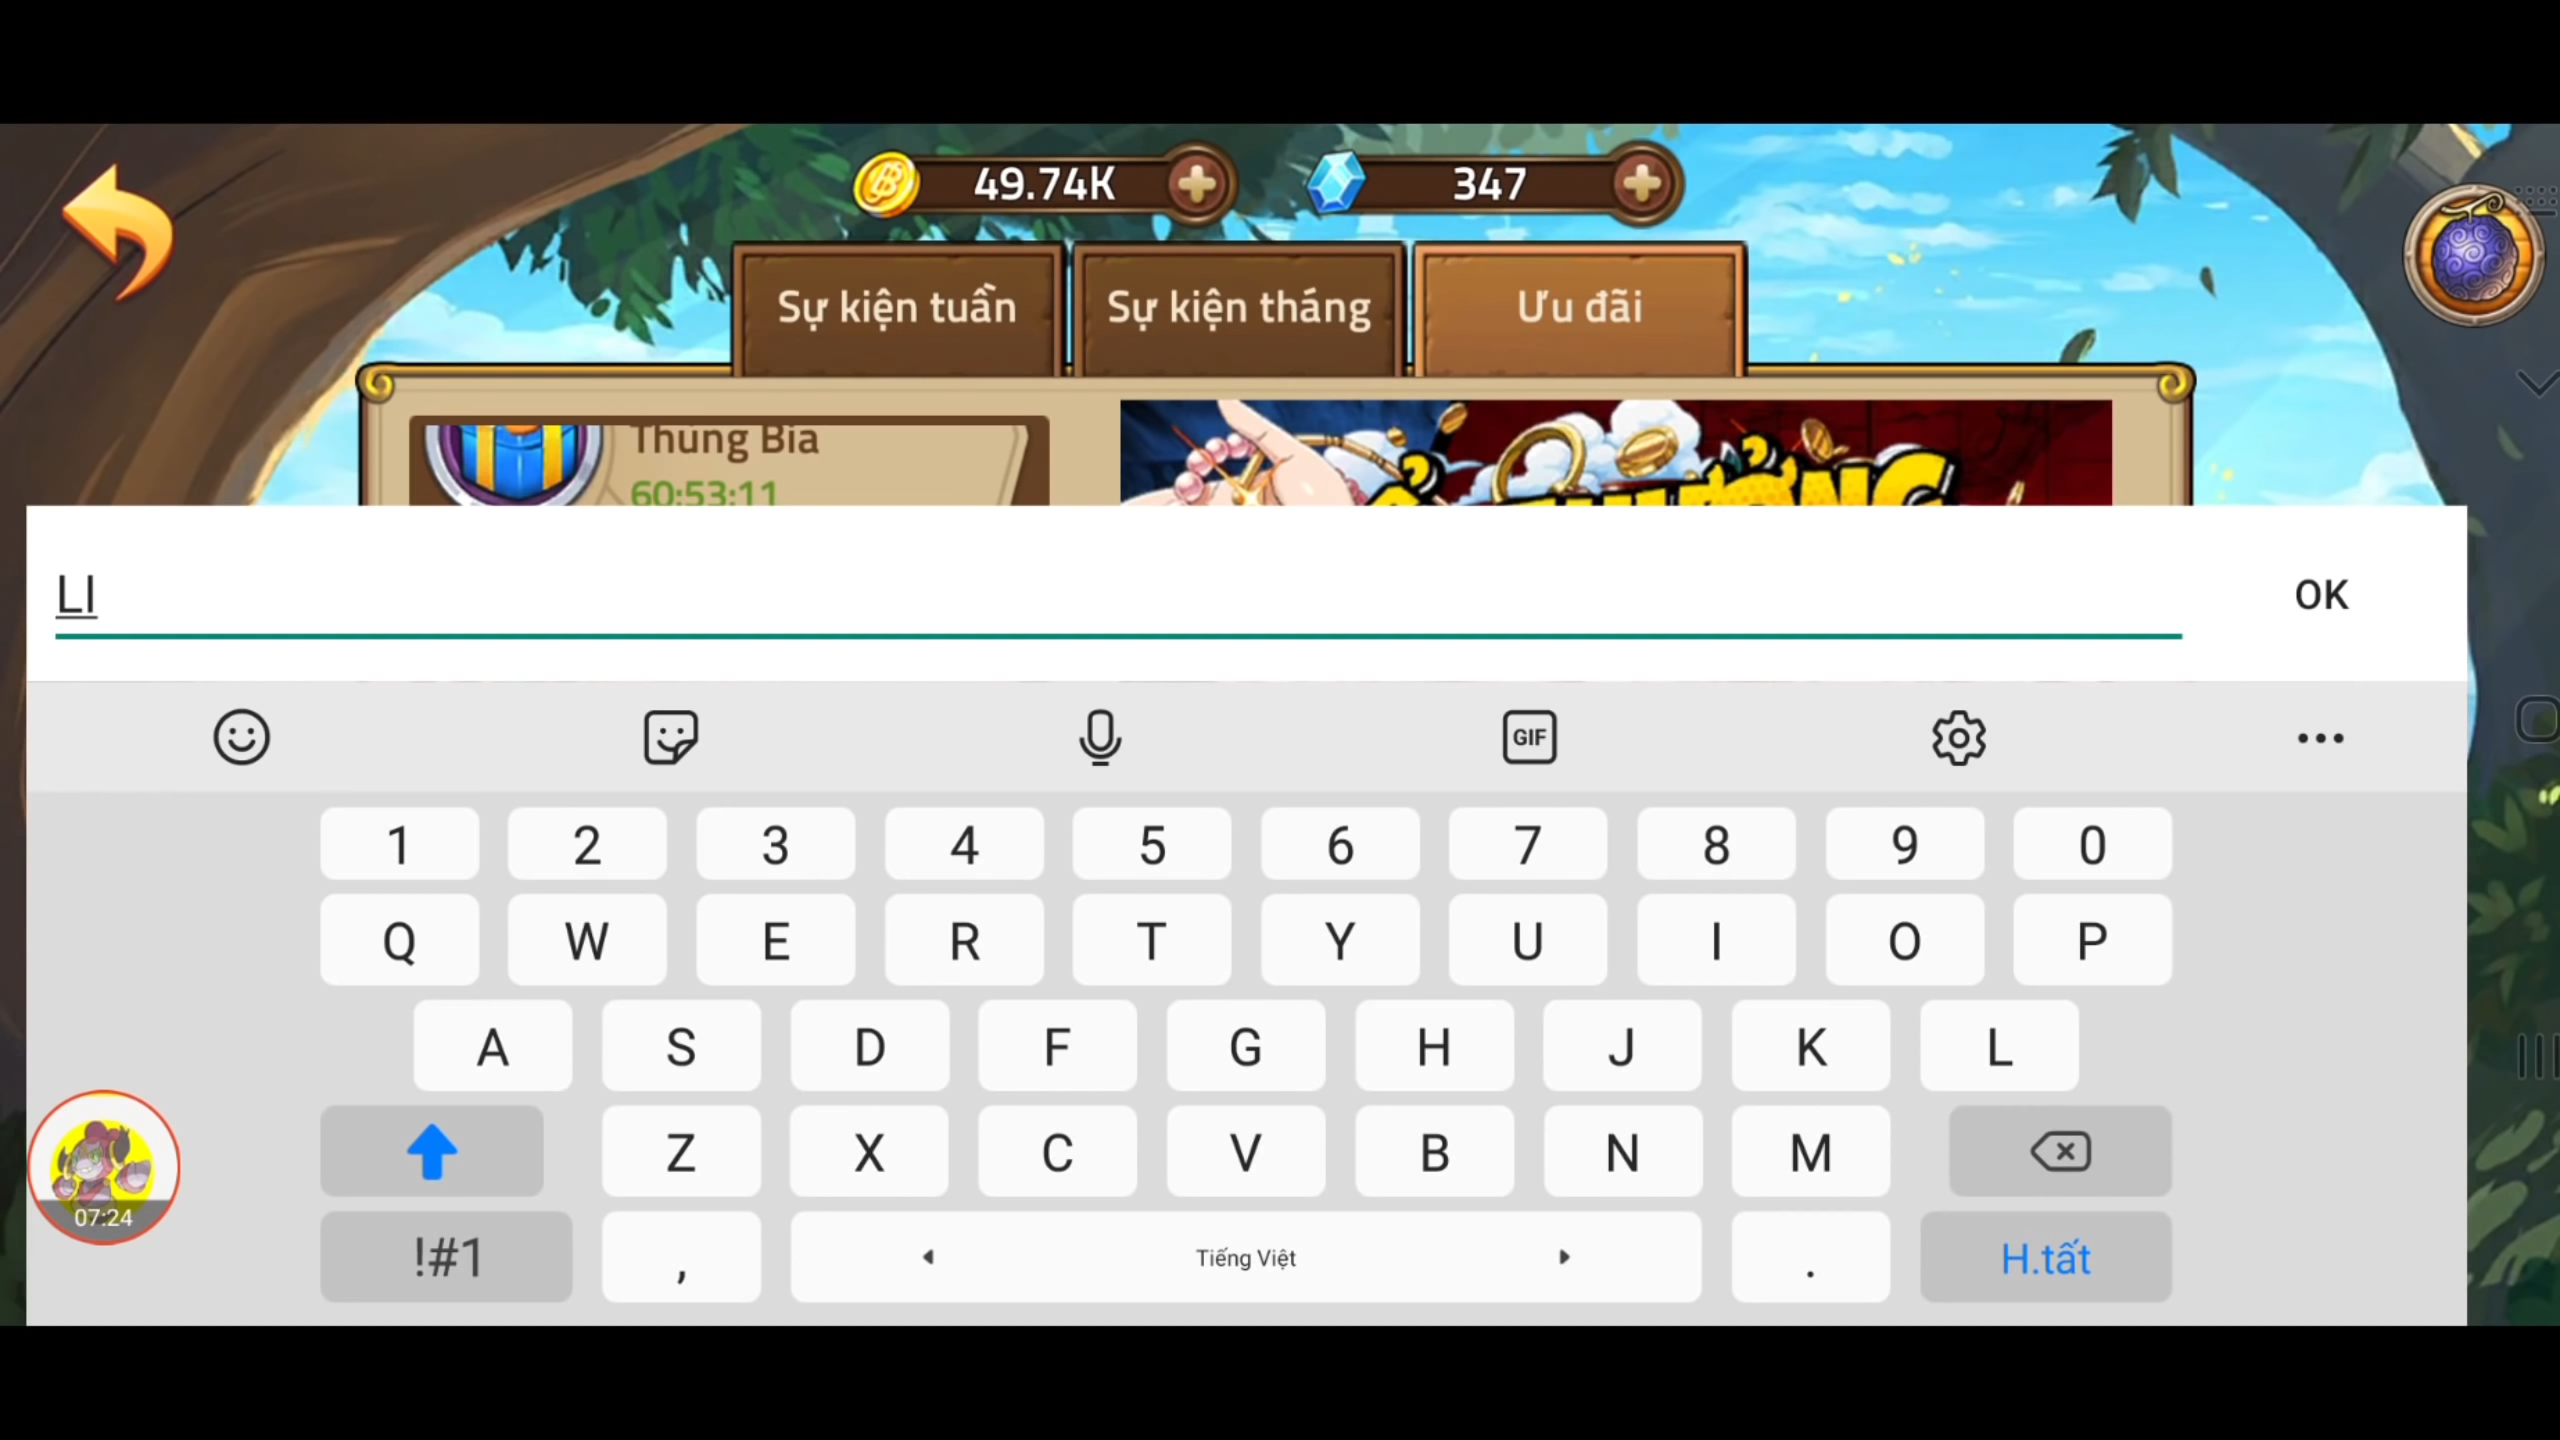 49.74K
347
Sự kiện tuần
Sự kiện tháng
Ưu đãi
Thùng Bia
60:53:11
LI
OK
GIF
1 2 3 4 5 6 7 8 9 0
Q W E R T Y U I O P
A S D F G H J K L
Z X C V B N M
07:24
!#1 , Tiếng Việt . H.tất